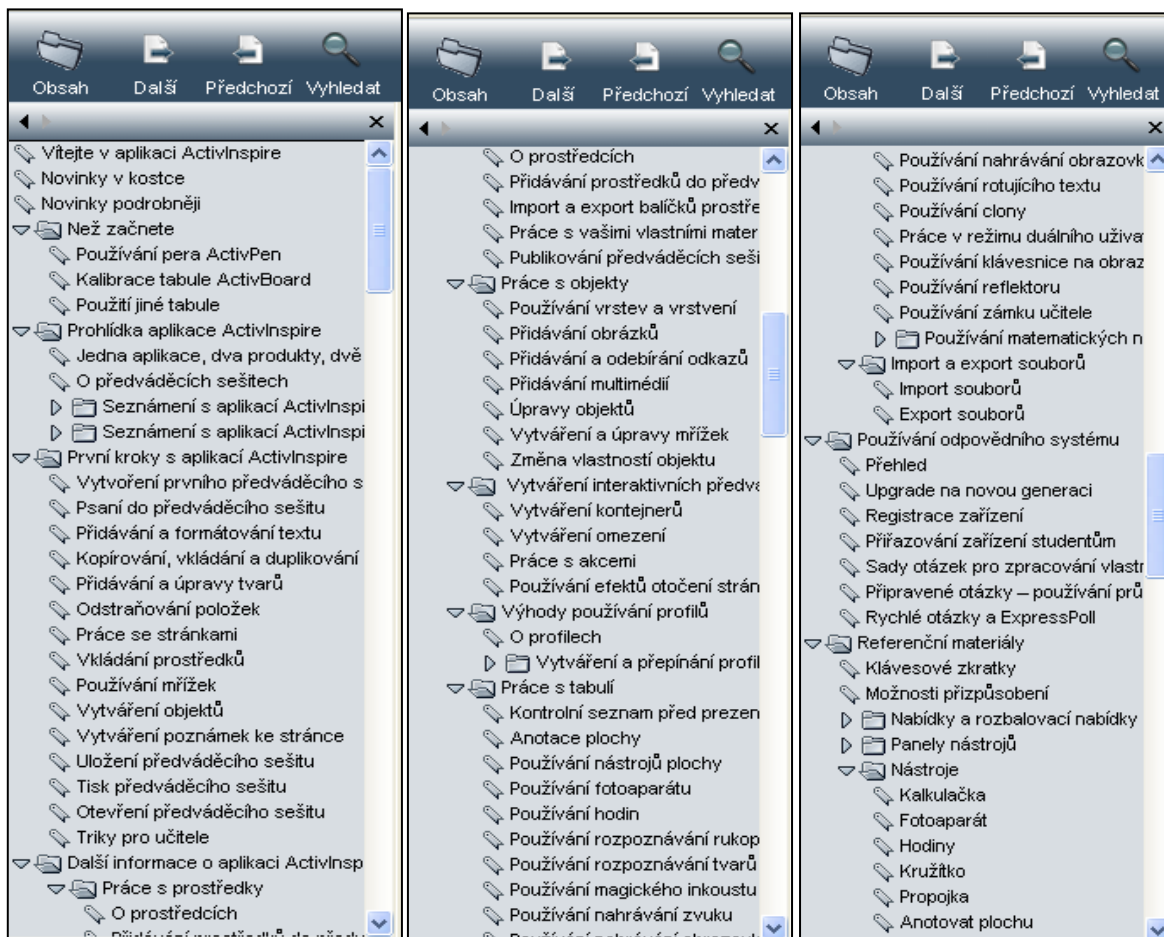 Obsah Další Předchozí Vyhledat
Vítejte v aplikaci ActivInspire
Novinky v kostce
Novinky podrobněji
Než začnete
Používání pera ActivPen
Kalibrace tabule ActivBoard
Použití jiné tabule
Prohlídka aplikace ActivInspire
Jedna aplikace, dva produkty, dvě
O předváděcích sešitech
Seznámení s aplikací ActivInspi
Seznámení s aplikací ActivInspi
První kroky s aplikací ActivInspire
Vytvoření prvního předváděcího s
Psaní do předváděcího sešitu
Přidávání a formátování textu
Kopírování, vkládání a duplikování
Přidávání a úpravy tvarů
Odstraňování položek
Práce se stránkami
Vkládání prostředků
Používání mřížek
Vytváření objektů
Vytváření poznámek ke stránce
Uložení předváděcího sešitu
Tisk předváděcího sešitu
Otevření předváděcího sešitu
Triky pro učitele
Další informace o aplikaci ActivInsp
Práce s prostředky
O prostředcích
Obsah Další Předchozí Vyhledat
O prostředcích
Přidávání prostředků do předv
Import a export balíčků prostře
Práce s vašimi vlastními mater
Publikování předváděcích seši
Práce s objekty
Používání vrstev a vrstvení
Přidávání obrázků
Přidávání a odebírání odkazů
Přidávání multimédií
Úpravy objektů
Vytváření a úpravy mřížek
Změna vlastností objektu
Vytváření interaktivních předva
Vytváření kontejnerů
Vytváření omezení
Práce s akcemi
Používání efektů otočení strán
Výhody používání profilů
O profilech
Vytváření a přepínání profil
Práce s tabulí
Kontrolní seznam před prezen
Anotace plochy
Používání nástrojů plochy
Používání fotoaparátu
Používání hodin
Používání rozpoznávání rukop
Používání rozpoznávání tvarů
Používání magického inkoustu
Používání nahrávání zvuku
Obsah Další Předchozí Vyhledat
Používání nahrávání obrazovk
Používání rotujícího textu
Používání clony
Práce v režimu duálního uživa
Používání klávesnice na obraz
Používání reflektoru
Používání zámku učitele
Používání matematických n
Import a export souborů
Import souborů
Export souborů
Používání odpovědního systému
Přehled
Upgrade na novou generaci
Registrace zařízení
Přiřazování zařízení studentům
Sady otázek pro zpracování vlastr
Připravené otázky – používání prů
Rychlé otázky a ExpressPoll
Referenční materiály
Klávesové zkratky
Možnosti přizpůsobení
Nabídky a rozbalovací nabídky
Panely nástrojů
Nástroje
Kalkulačka
Fotoaparát
Hodiny
Kružítko
Propojka
Anotovat plochu